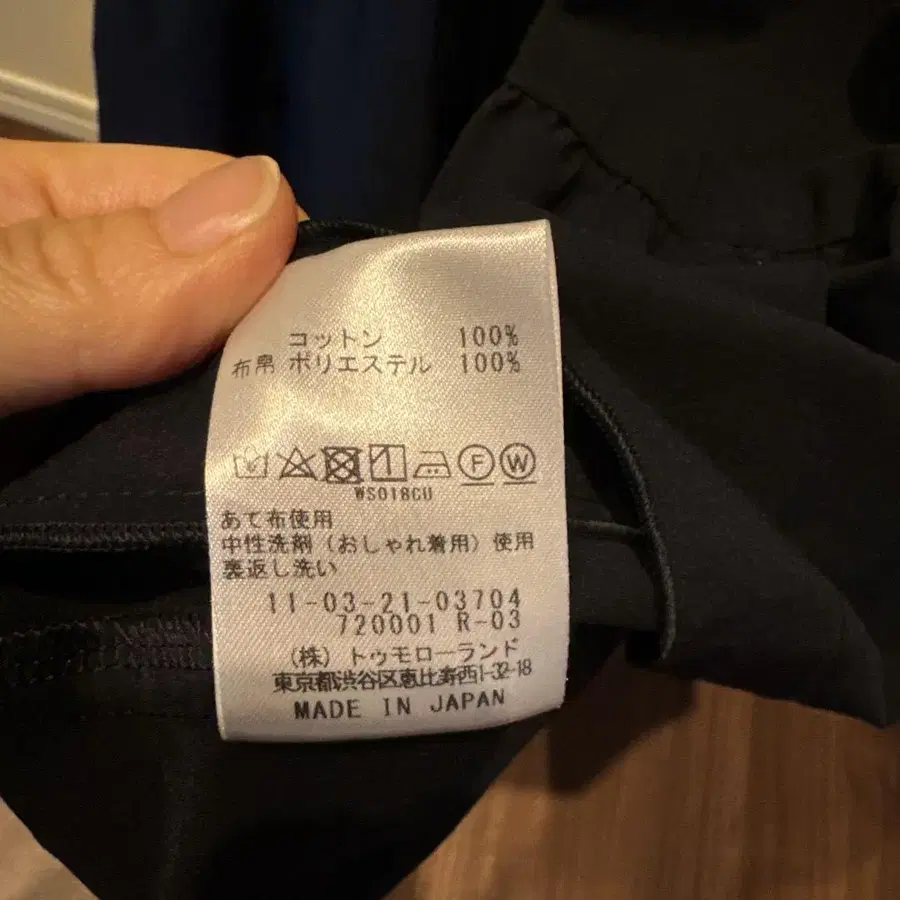 コットン 100%
布帛 ポリエステル 100%
F W
WS018CU
あて布使用
中性洗剤（おしゃれ着用）使用
裏返し洗い
11-03-21-03704
720001 R-03
（株）トゥモローランド
東京都渋谷区恵比寿西1-32-18
MADE IN JAPAN